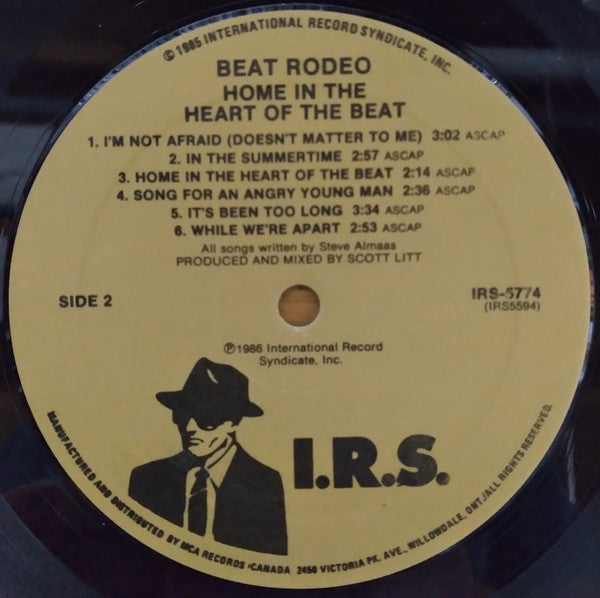 © 1985 INTERNATIONAL RECORD SYNDICATE, INC.
BEAT RODEO
HOME IN THE
HEART OF THE BEAT
1. I'M NOT AFRAID (DOESN'T MATTER TO ME) 3:02 ASCAP
2. IN THE SUMMERTIME 2:57 ASCAP
3. HOME IN THE HEART OF THE BEAT 2:14 ASCAP
4. SONG FOR AN ANGRY YOUNG MAN 2:36 ASCAP
5. IT'S BEEN TOO LONG 3:34 ASCAP
6. WHILE WE'RE APART 2:53 ASCAP
All songs written by Steve Almaas
PRODUCED AND MIXED BY SCOTT LITT
SIDE 2
IRS-5774
(IRS5594)
℗1986 International Record
Syndicate, Inc.
I.R.S.
MANUFACTURED AND DISTRIBUTED BY MCA RECORDS CANADA 2450 VICTORIA PK. AVE., WILLOWDALE, ONT./ALL RIGHTS RESERVED.